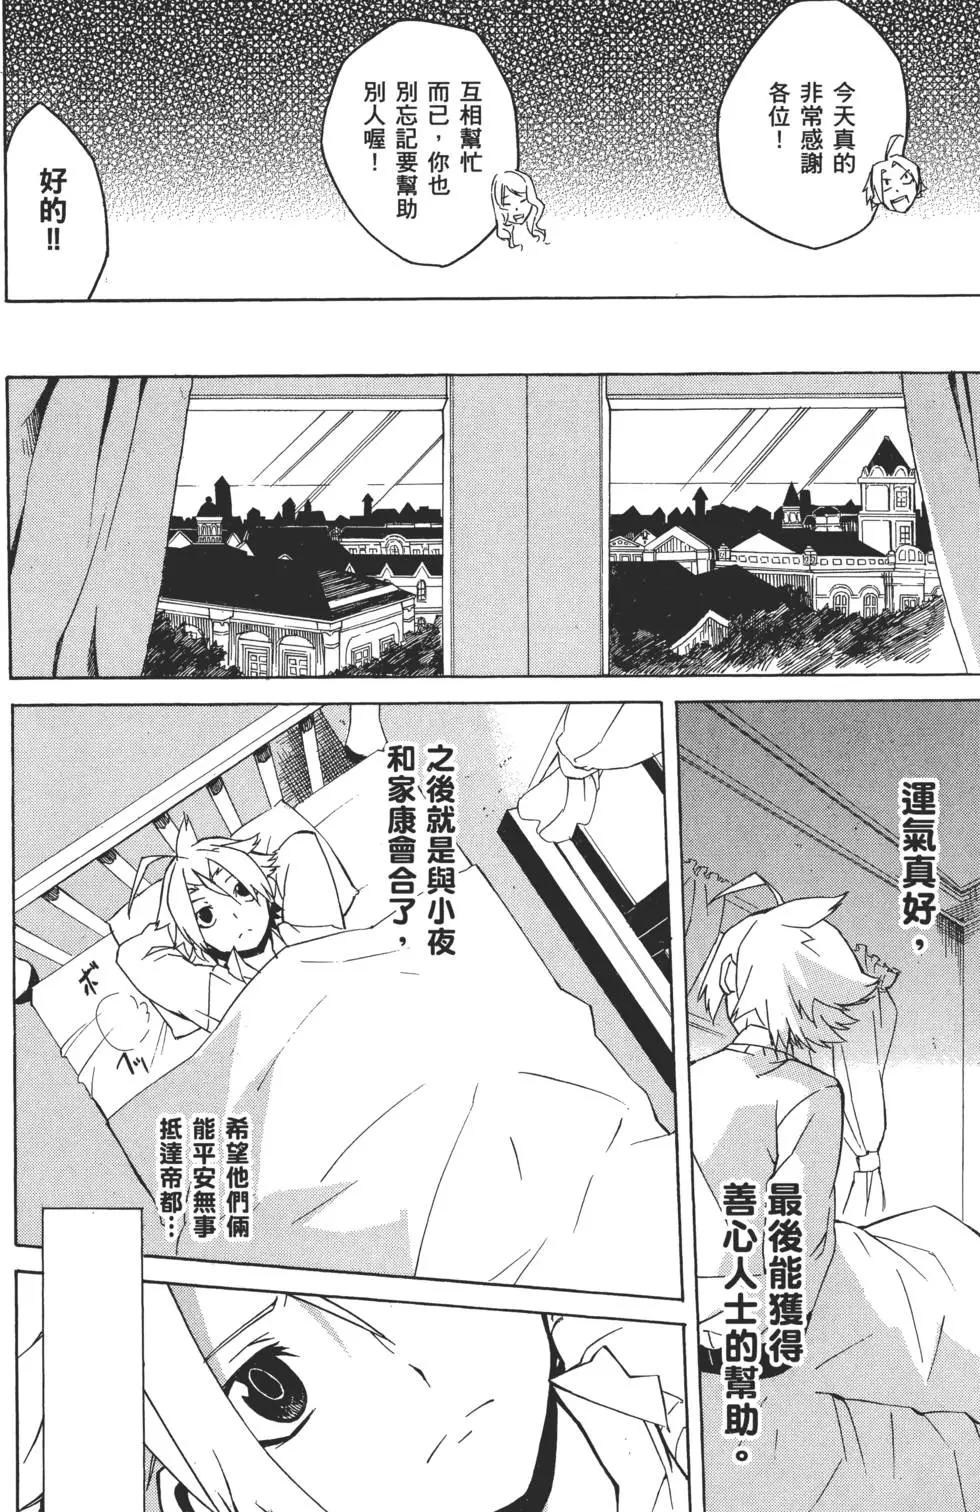 今天真的
非常感謝
各位！
互相幫忙
而已，你也
別忘記要幫助
別人喔！
好的!!
運氣真好，
最後能獲得
善心人士的幫助。
之後就是與小夜
和家康會合了，
ボ
フッ
希望他們倆
能平安無事
抵達帝都…